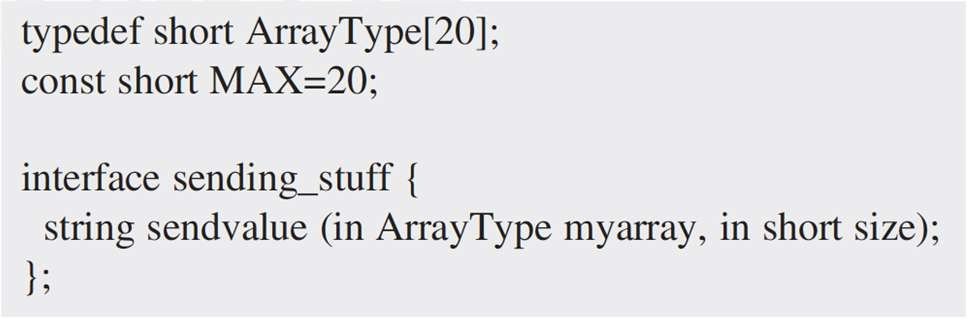 typedef short ArrayType[20];
const short MAX=20;
interface sending_stuff {
string sendvalue (in ArrayType myarray, in short size);
};